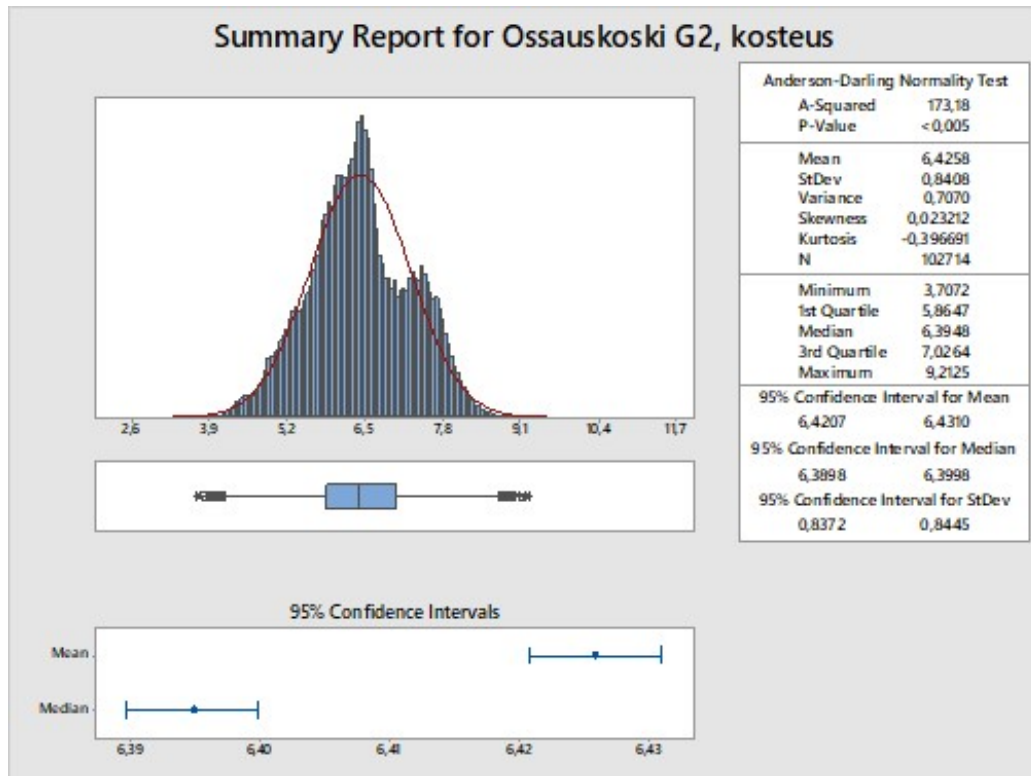 Summary Report for Ossauskoski G2, kosteus
Anderson-Darling Normality Test
A-Squared 173,18
P-Value <0,005
Mean 6,4258
StDev 0,8408
Variance 0,7070
Skewness 0,023212
Kurtosis -0,396691
N 102714
Minimum 3,7072
1st Quartile 5,8647
Median 6,3948
3rd Quartile 7,0264
Maximum 9,2125
95% Confidence Interval for Mean
6,4207 6,4310
95% Confidence Interval for Median
6,3898 6,3998
95% Confidence Interval for StDev
0,8372 0,8445
2,6 3,9 5,2 6,5 7,8 9,1 10,4 11,7
95% Confidence Intervals
Mean
Median
6,39 6,40 6,41 6,42 6,43